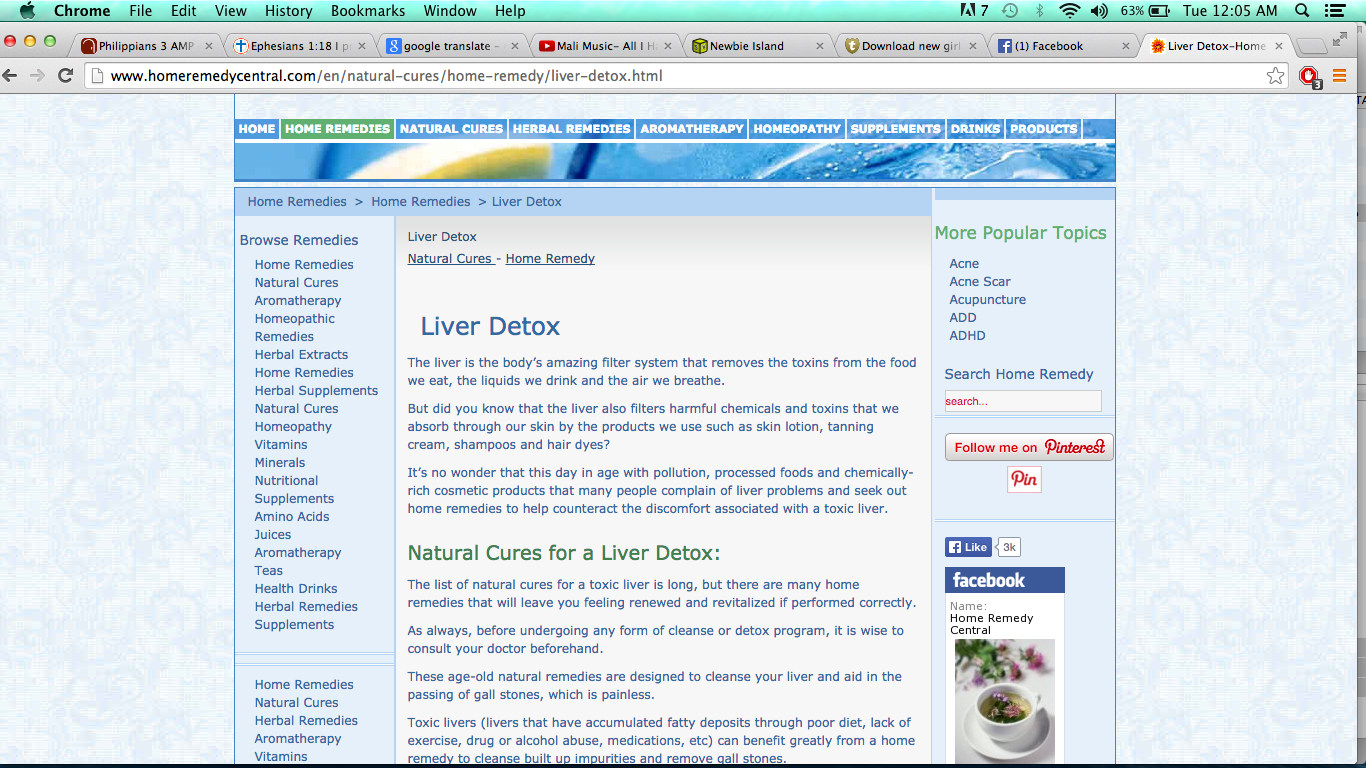 Chrome File Edit View History Bookmarks Window Help 7 63% Tue 12:05 AM
Philippians 3 AMP
Ephesians 1:18 I p
google translate –
Mali Music– All I H
Newbie Island
Download new girl
(1) Facebook
Liver Detox–Home
www.homeremedycentral.com/en/natural-cures/home-remedy/liver-detox.html
3
HOME HOME REMEDIES NATURAL CURES HERBAL REMEDIES AROMATHERAPY HOMEOPATHY SUPPLEMENTS DRINKS PRODUCTS
Home Remedies > Home Remedies > Liver Detox
Browse Remedies
Home Remedies
Natural Cures
Aromatherapy
Homeopathic
Remedies
Herbal Extracts
Home Remedies
Herbal Supplements
Natural Cures
Homeopathy
Vitamins
Minerals
Nutritional
Supplements
Amino Acids
Juices
Aromatherapy
Teas
Health Drinks
Herbal Remedies
Supplements
Home Remedies
Natural Cures
Herbal Remedies
Aromatherapy
Vitamins
Liver Detox
Natural Cures - Home Remedy
Liver Detox
The liver is the body’s amazing filter system that removes the toxins from the food
we eat, the liquids we drink and the air we breathe.
But did you know that the liver also filters harmful chemicals and toxins that we
absorb through our skin by the products we use such as skin lotion, tanning
cream, shampoos and hair dyes?
It’s no wonder that this day in age with pollution, processed foods and chemically-
rich cosmetic products that many people complain of liver problems and seek out
home remedies to help counteract the discomfort associated with a toxic liver.
Natural Cures for a Liver Detox:
The list of natural cures for a toxic liver is long, but there are many home
remedies that will leave you feeling renewed and revitalized if performed correctly.
As always, before undergoing any form of cleanse or detox program, it is wise to
consult your doctor beforehand.
These age-old natural remedies are designed to cleanse your liver and aid in the
passing of gall stones, which is painless.
Toxic livers (livers that have accumulated fatty deposits through poor diet, lack of
exercise, drug or alcohol abuse, medications, etc) can benefit greatly from a home
remedy to cleanse built up impurities and remove gall stones.
More Popular Topics
Acne
Acne Scar
Acupuncture
ADD
ADHD
Search Home Remedy
search...
Follow me on Pinterest
Pin
Like 3k
facebook
Name:
Home Remedy
Central